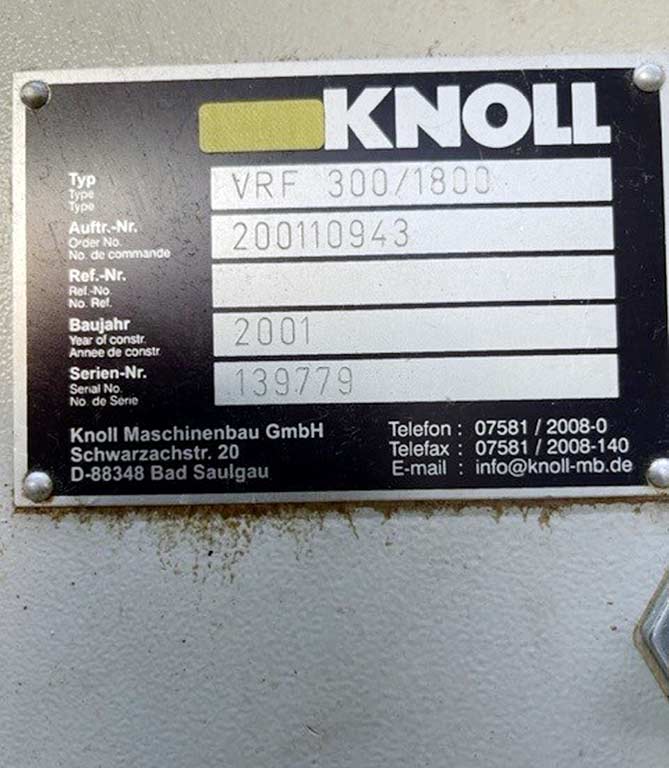 KNOLL
Typ VRF 300/1800
Type
Type
Auftr.-Nr. 200110943
Order No.
No. de commande
Ref.-Nr.
Ref.-No.
No. Ref.
Baujahr 2001
Year of constr.
Annee de constr.
Serien-Nr. 139779
Serial No.
No. de Serie
Knoll Maschinenbau GmbH
Schwarzachstr. 20
D-88348 Bad Saulgau
Telefon : 07581 / 2008-0
Telefax : 07581 / 2008-140
E-mail : info@knoll-mb.de